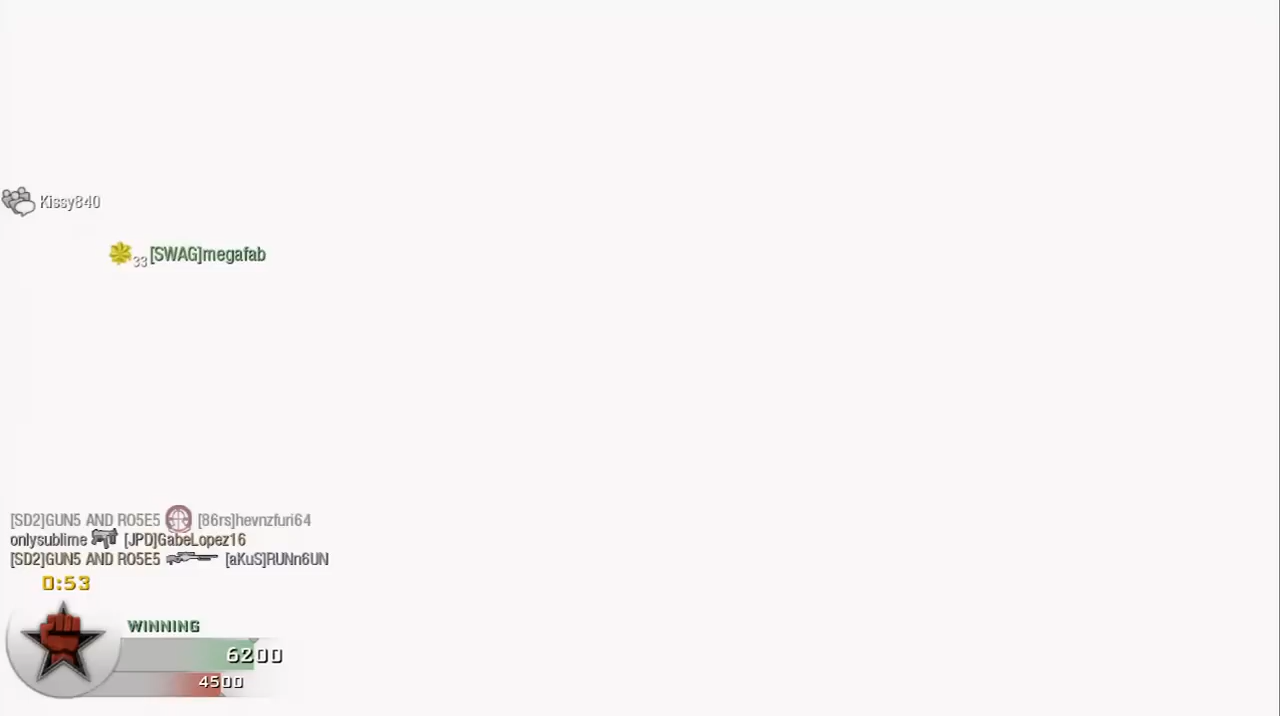 Kissy840
33 [SWAG]megafab
[SD2]GUN5 AND RO5E5 [86rs]hevnzfuri64
onlysublime [JPD]GabeLopez16
[SD2]GUN5 AND RO5E5 [aKuS]RUNn6UN
0:53
WINNING
6200
4500